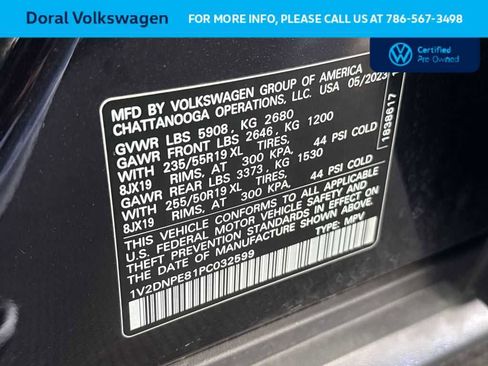 Doral Volkswagen
Call us today at 786-567-3498
Certified
Pre-Owned
MFD BY VOLKSWAGEN GROUP OF AMERICA
CHATTANOOGA OPERATIONS, LLC. USA 05/2023
GVWR LBS 5908, KG 2680
GAWR FRONT LBS 2646, KG 1200
WITH 235/55R19 XL TIRES,
8JX19 RIMS, AT 300 KPA, 44 PSI COLD
GAWR REAR LBS 3373 KG 1530
WITH 255/50R19 XL TIRES,
8JX19 RIMS, AT 300 KPA, 44 PSI COLD
THIS VEHICLE CONFORMS TO ALL APPLICABLE
U.S. FEDERAL MOTOR VEHICLE SAFETY AND
THEFT PREVENTION STANDARDS IN EFFECT ON
THE DATE OF MANUFACTURE SHOWN ABOVE.
1V2DNPE81PC032599 TYPE: MPV
1838617